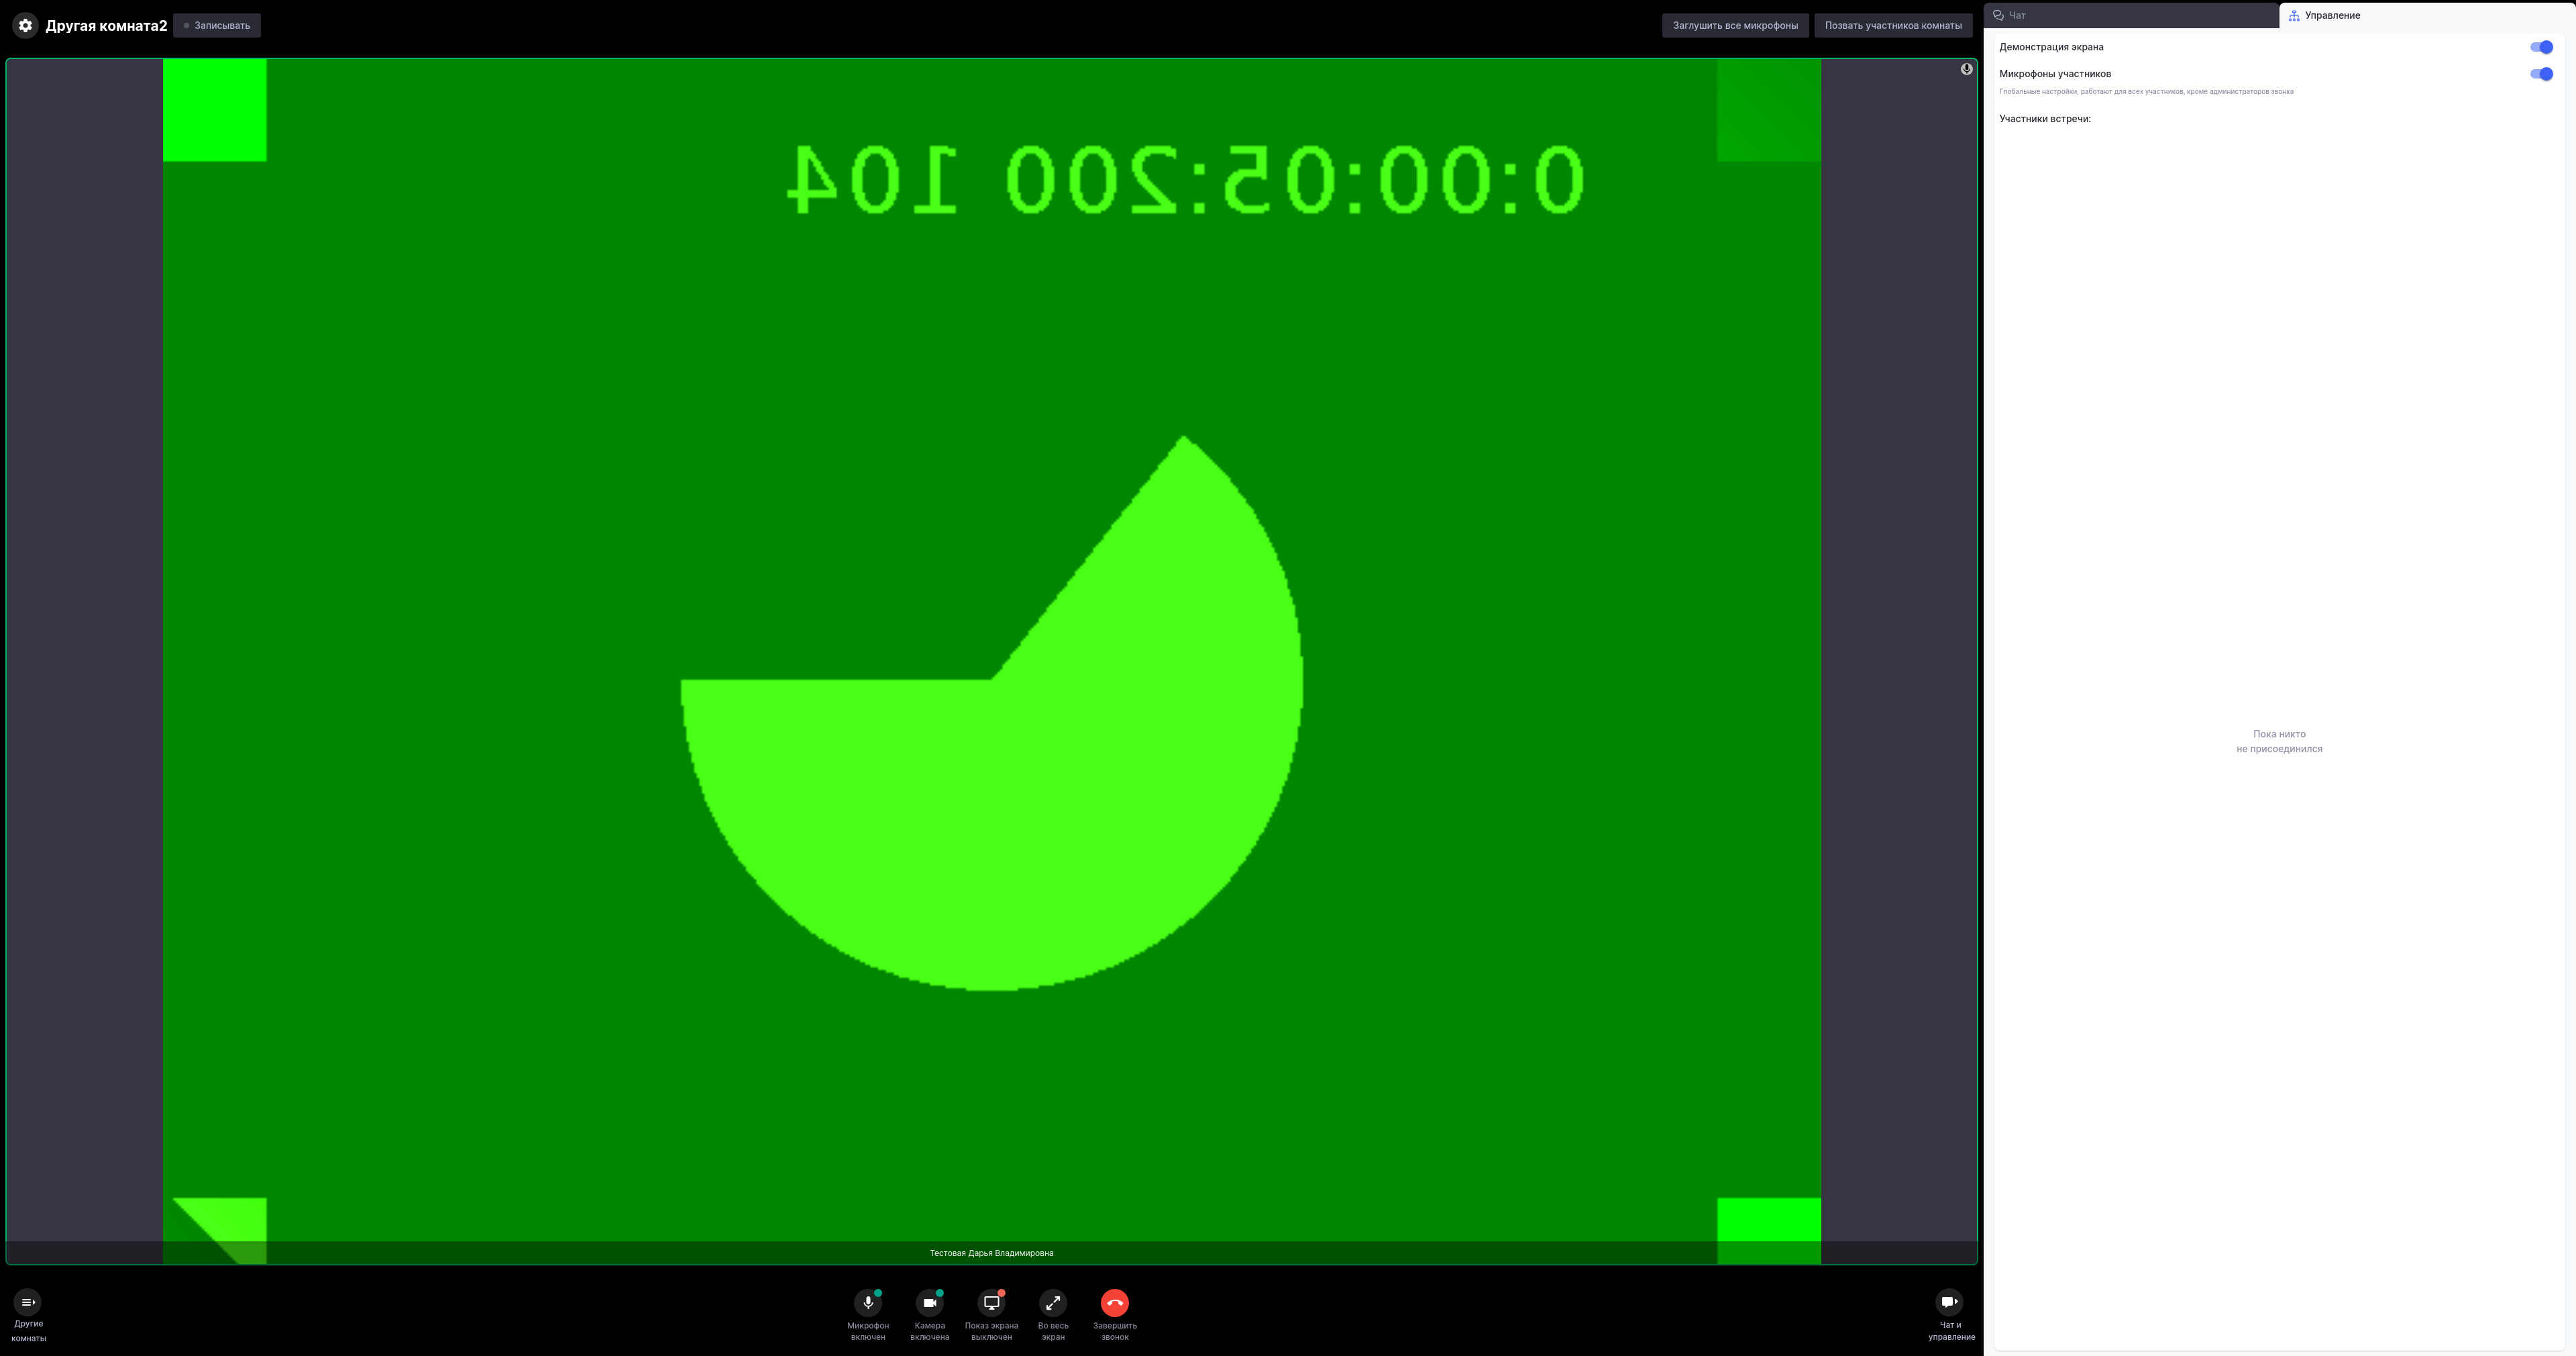 Другая комната2
Записывать
Заглушить все микрофоны
Позвать участников комнаты
Чат
Управление
Демонстрация экрана
Микрофоны участников
Глобальные настройки, работают для всех участников, кроме администраторов звонка
Участники встречи:
0:00:05:200 104
Пока никто
не присоединился
Тестовая Дарья Владимировна
Другие
комнаты
Микрофон
включен
Камера
включена
Показ экрана
выключен
Во весь
экран
Завершить
звонок
Чат и
управление